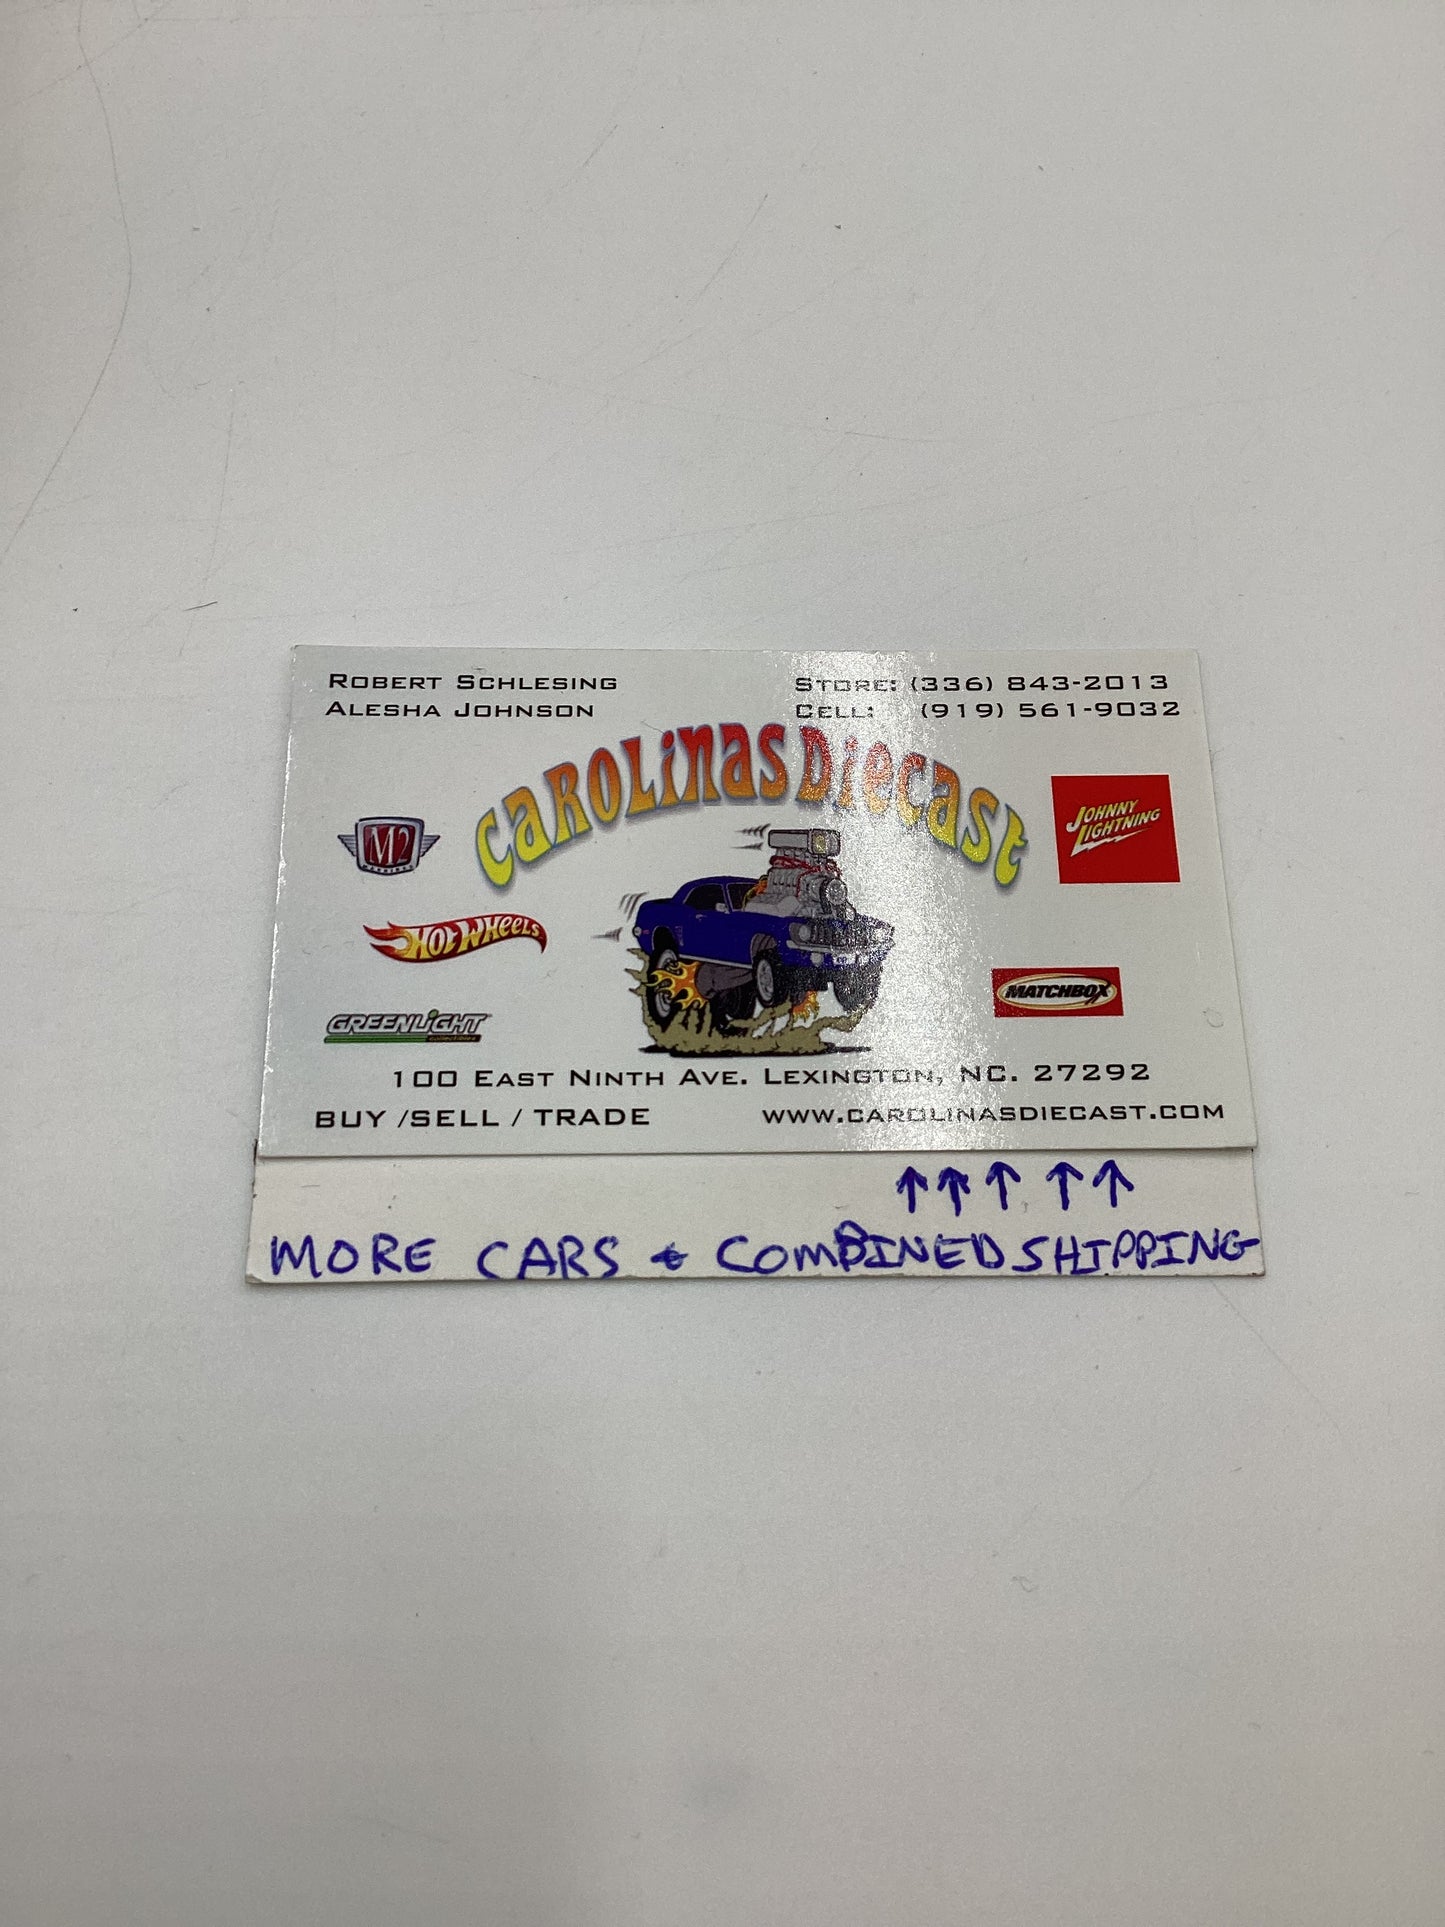 ROBERT SCHLESING
ALESHA JOHNSON
STORE: (336) 843-2013
CELL: (919) 561-9032
CAROLINAS DIECAST
M2
MACHINES
HOT WHEELS
GREENLIGHT
collectibles
JOHNNY
LIGHTNING
MATCHBOX
100 EAST NINTH AVE. LEXINGTON, NC. 27292
BUY /SELL / TRADE
WWW.CAROLINASDIECAST.COM
↑↑↑ ↑↑
MORE CARS & COMBINED SHIPPING